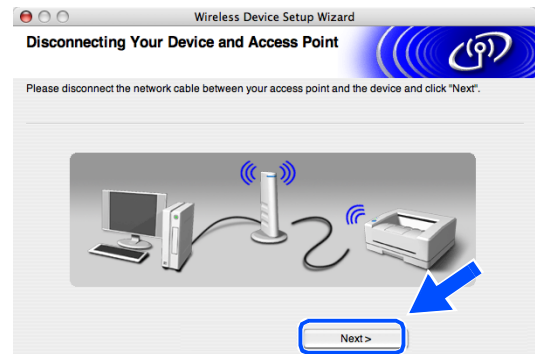 Wireless Device Setup Wizard
Disconnecting Your Device and Access Point
Please disconnect the network cable between your access point and the device and click "Next".
Next >